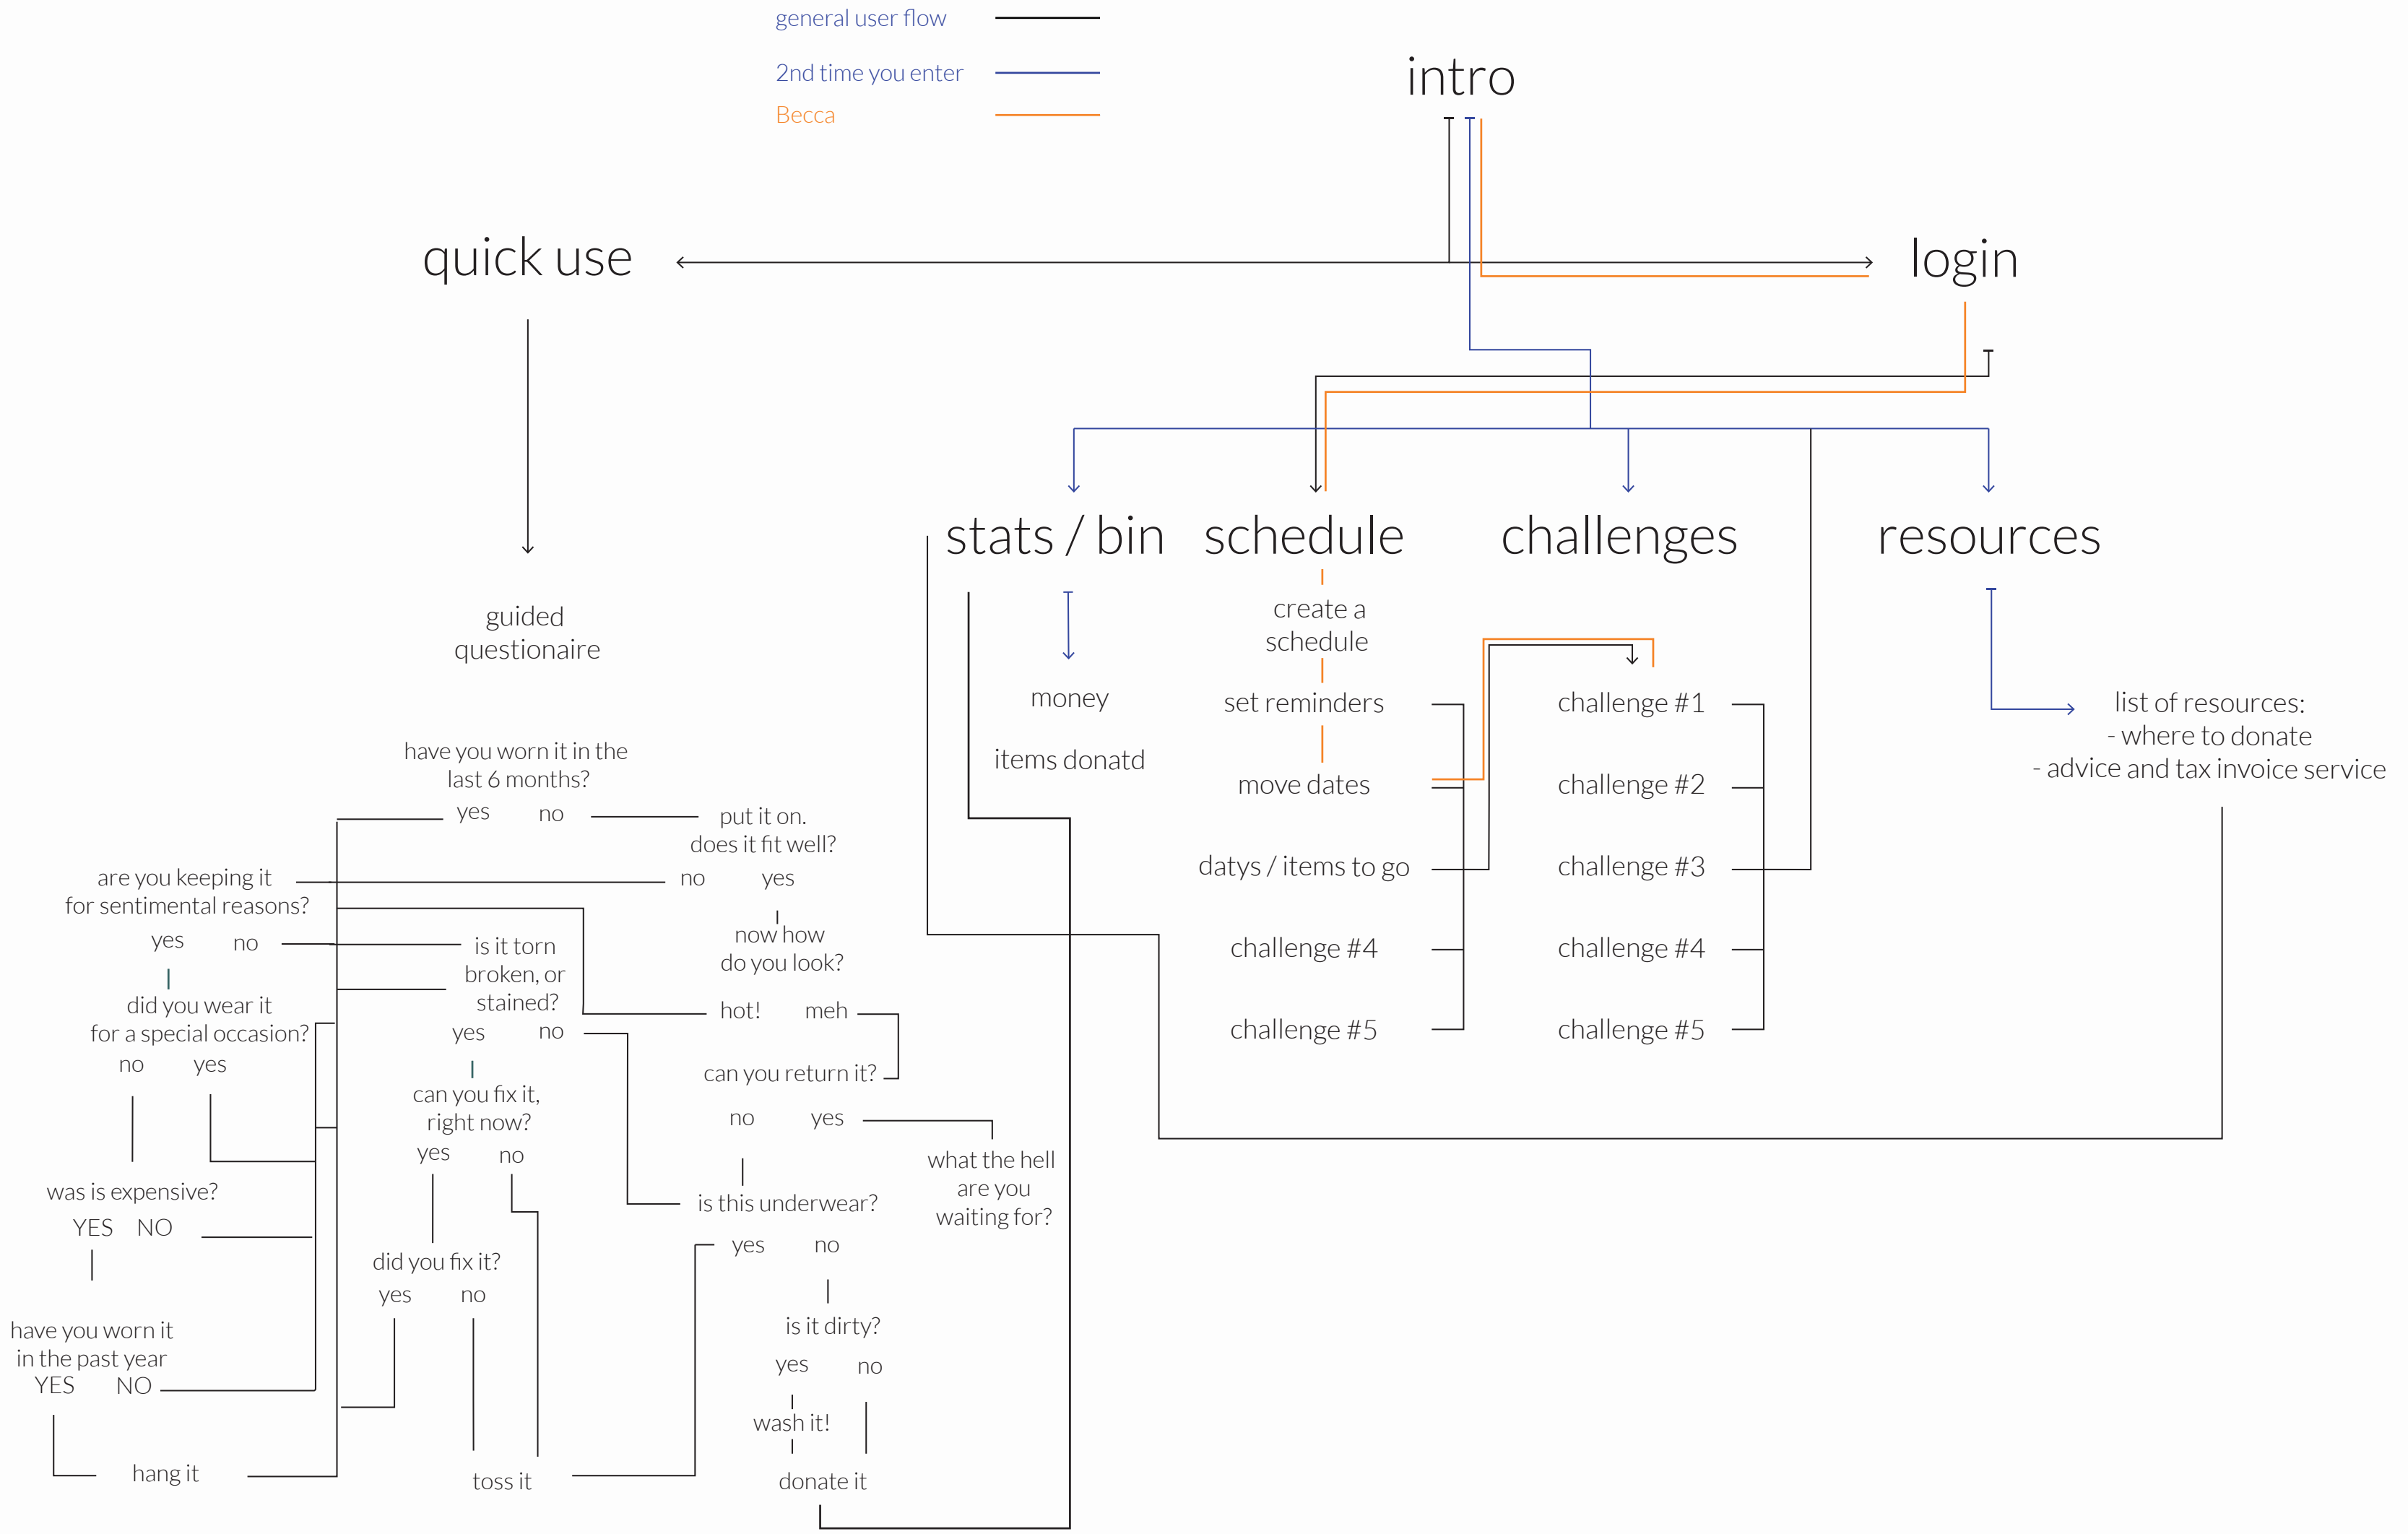 general user flow
2nd time you enter
Becca
intro
quick use
login
stats / bin
schedule
challenges
resources
guided
questionaire
create a
schedule
set reminders
move dates
datys / items to go
challenge #4
challenge #5
money
items donatd
challenge #1
challenge #2
challenge #3
challenge #4
challenge #5
list of resources:
- where to donate
- advice and tax invoice service
have you worn it in the
last 6 months?
yes no
put it on.
does it fit well?
no yes
are you keeping it
for sentimental reasons?
yes no
now how
do you look?
hot! meh
is it torn
broken, or
stained?
yes no
did you wear it
for a special occasion?
no yes
can you return it?
no yes
can you fix it,
right now?
yes no
what the hell
are you
waiting for?
was is expensive?
YES NO
is this underwear?
yes no
did you fix it?
yes no
have you worn it
in the past year
YES NO
is it dirty?
yes no
wash it!
hang it
toss it
donate it